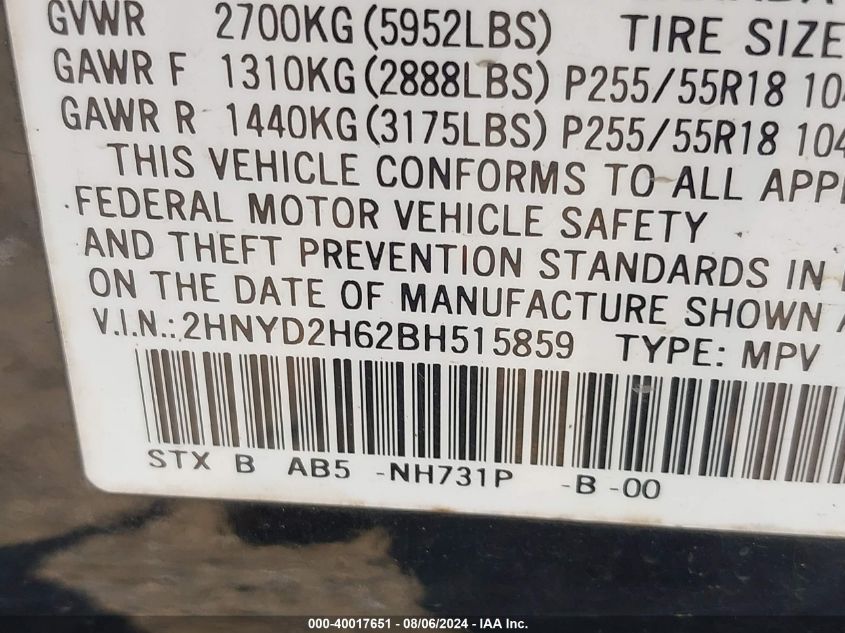 GVWR 2700KG (5952LBS) TIRE SIZE
GAWR F 1310KG (2888LBS) P255/55R18 104
GAWR R 1440KG (3175LBS) P255/55R18 104
THIS VEHICLE CONFORMS TO ALL
FEDERAL MOTOR VEHICLE SAFETY
AND THEFT PREVENTION STANDARDS IN
ON THE DATE OF MANUFACTURE SHOWN
V.I.N.: 2HNYD2H62BH515859 TYPE: MPV
STX B AB5 -NH731P -B -00
000-40017651 - 08/06/2024 - IAA Inc.